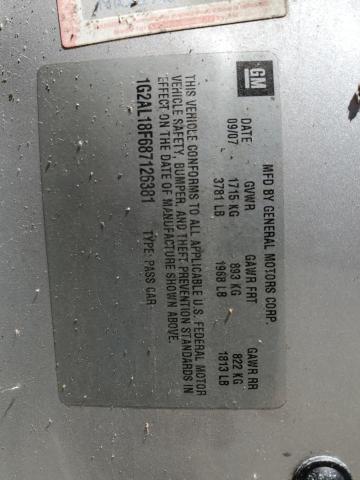 GM
MFD BY GENERAL MOTORS CORP.
DATE GVWR GAWR FRT GAWR RR
09/07 1715 KG 893 KG 822 KG
3781 LB 1968 LB 1813 LB
THIS VEHICLE CONFORMS TO ALL APPLICABLE U.S. FEDERAL MOTOR
VEHICLE SAFETY, BUMPER, AND THEFT PREVENTION STANDARDS IN
EFFECT ON THE DATE OF MANUFACTURE SHOWN ABOVE.
1G2AL18F687126381 TYPE: PASS CAR